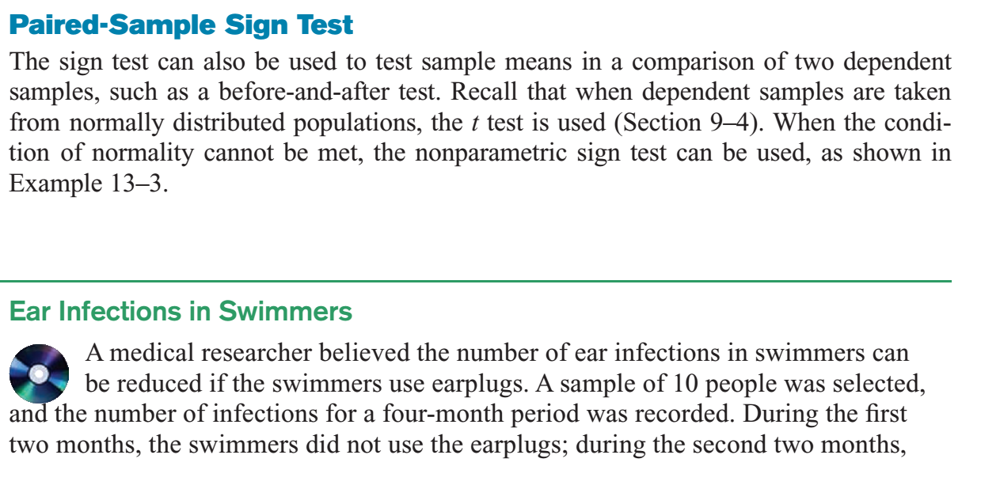 Paired-Sample Sign Test
The sign test can also be used to test sample means in a comparison of two dependent
samples, such as a before-and-after test. Recall that when dependent samples are taken
from normally distributed populations, the t test is used (Section 9–4). When the condi-
tion of normality cannot be met, the nonparametric sign test can be used, as shown in
Example 13–3.
Ear Infections in Swimmers
A medical researcher believed the number of ear infections in swimmers can
be reduced if the swimmers use earplugs. A sample of 10 people was selected,
and the number of infections for a four-month period was recorded. During the first
two months, the swimmers did not use the earplugs; during the second two months,